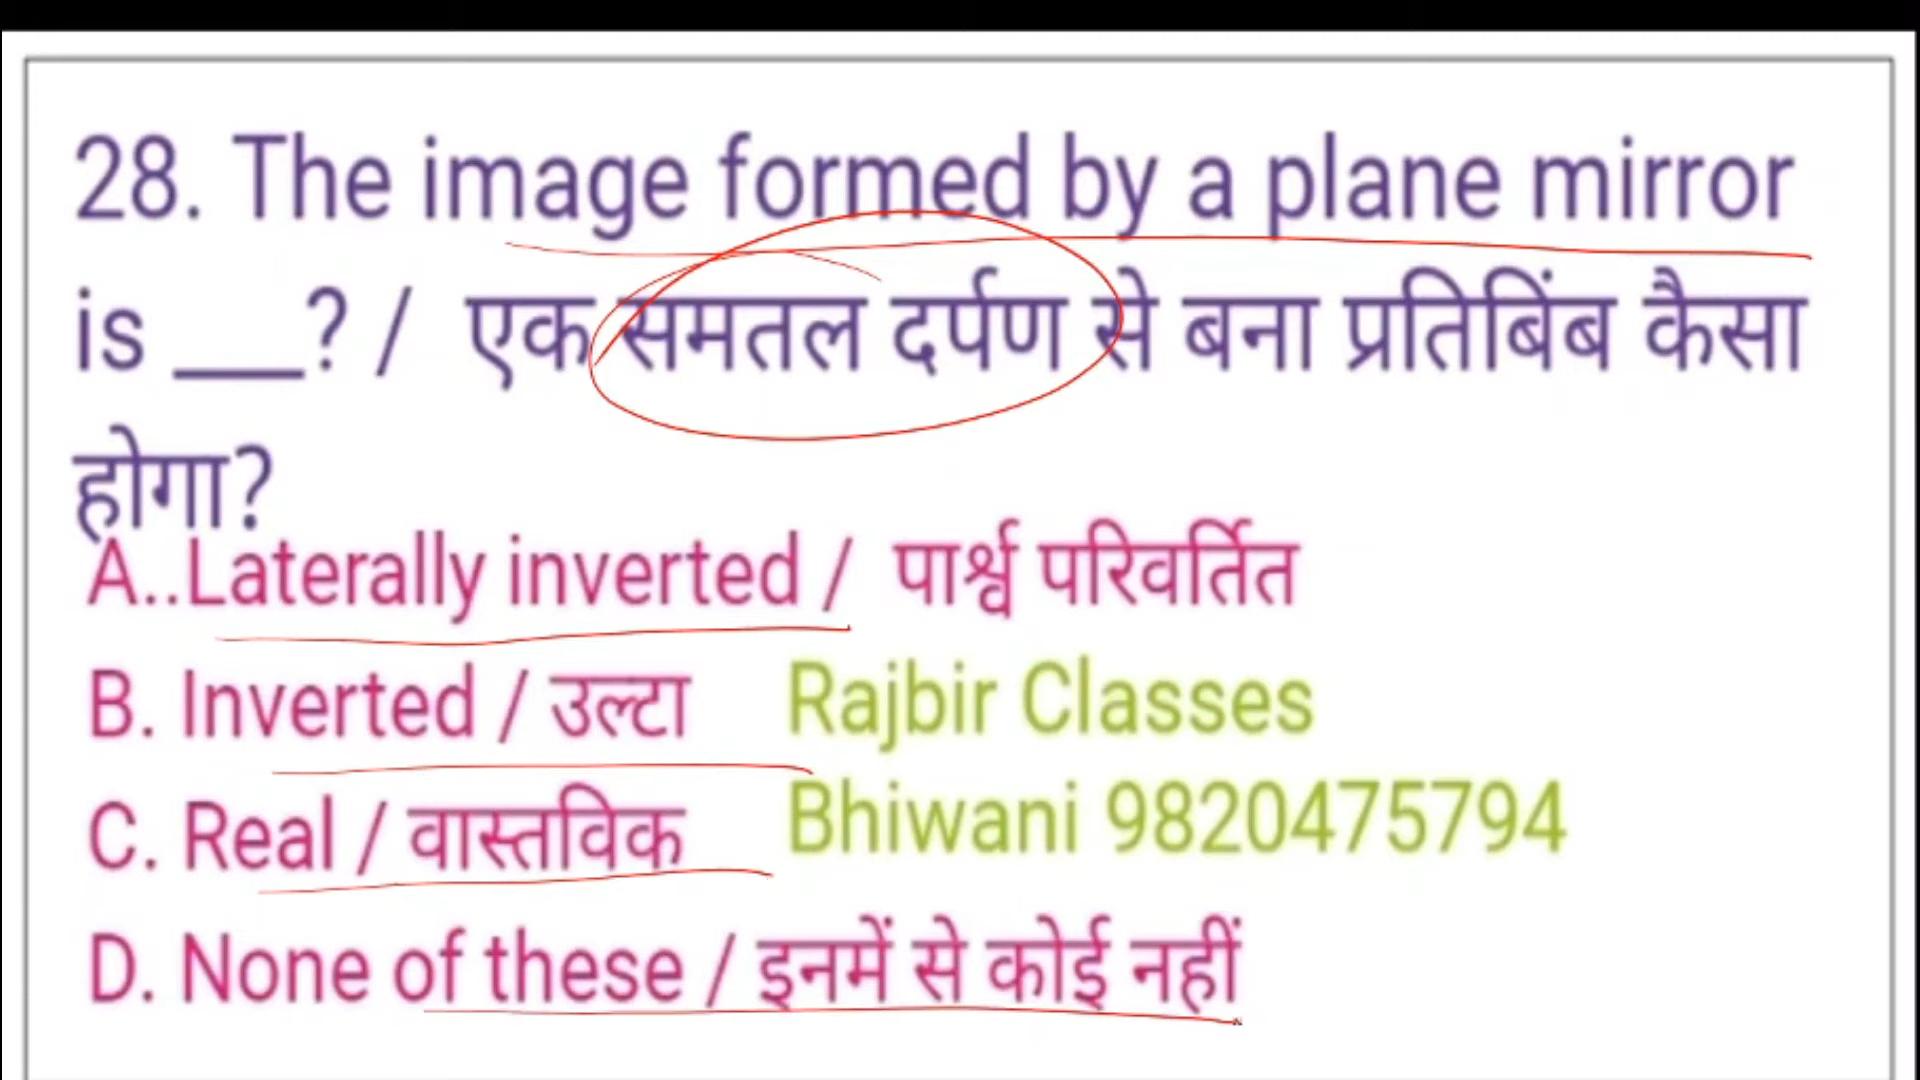 28. The image formed by a plane mirror
is ___? / एक समतल दर्पण से बना प्रतिबिंब कैसा
होगा?
A..Laterally inverted / पार्श्व परिवर्तित
B. Inverted / उल्टा
Rajbir Classes
C. Real / वास्तविक
Bhiwani 9820475794
D. None of these / इनमें से कोई नहीं